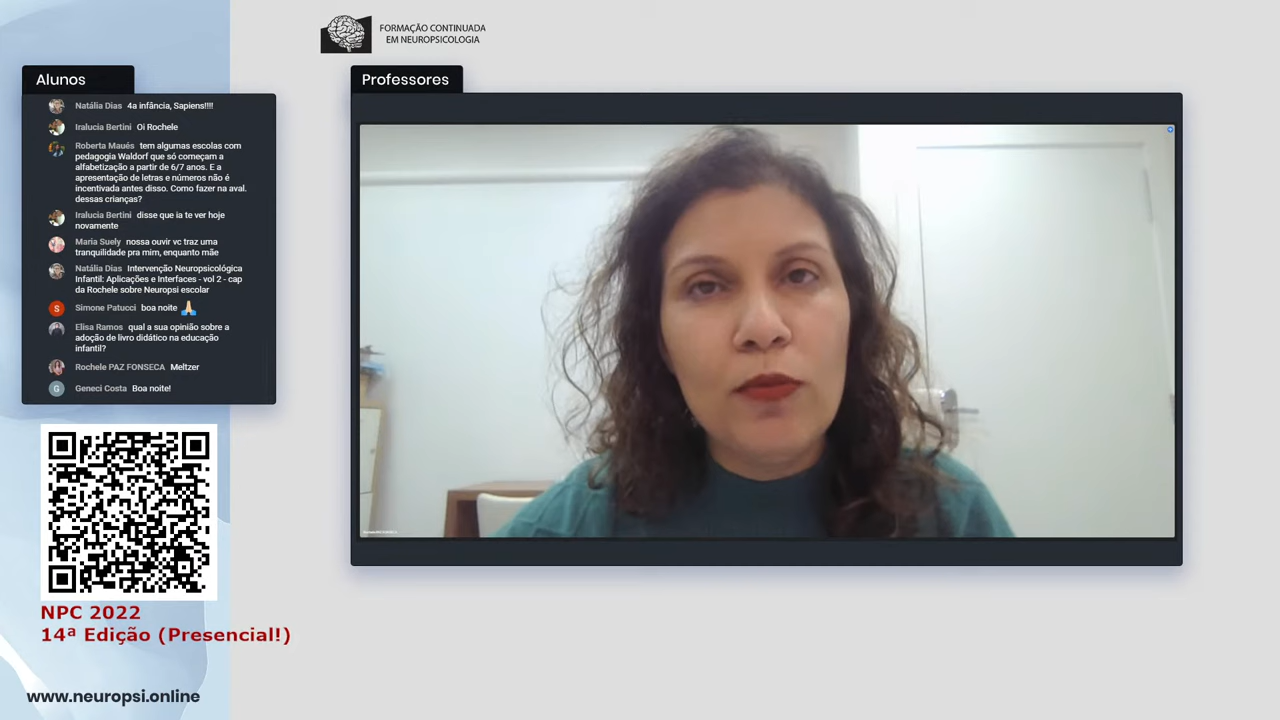 FORMAÇÃO CONTINUADA
EM NEUROPSICOLOGIA
Alunos
Natália Dias 4a infância, Sapiens!!!!
Iralucia Bertini Oi Rochele
Roberta Maués tem algumas escolas com
pedagogia Waldorf que só começam a
alfabetização a partir de 6/7 anos. E a
apresentação de letras e números não é
incentivada antes disso. Como fazer na aval.
dessas crianças?
Iralucia Bertini disse que ia te ver hoje
novamente
Maria Suely nossa ouvir vc traz uma
tranquilidade pra mim, enquanto mãe
Natália Dias Intervenção Neuropsicológica
Infantil: Aplicações e Interfaces - vol 2 - cap
da Rochele sobre Neuropsi escolar
S
Simone Patucci boa noite 🙏🏼
Elisa Ramos qual a sua opinião sobre a
adoção de livro didático na educação
infantil?
Rochele PAZ FONSECA Meltzer
G
Geneci Costa Boa noite!
NPC 2022
14ª Edição (Presencial!)
www.neuropsi.online
Professores